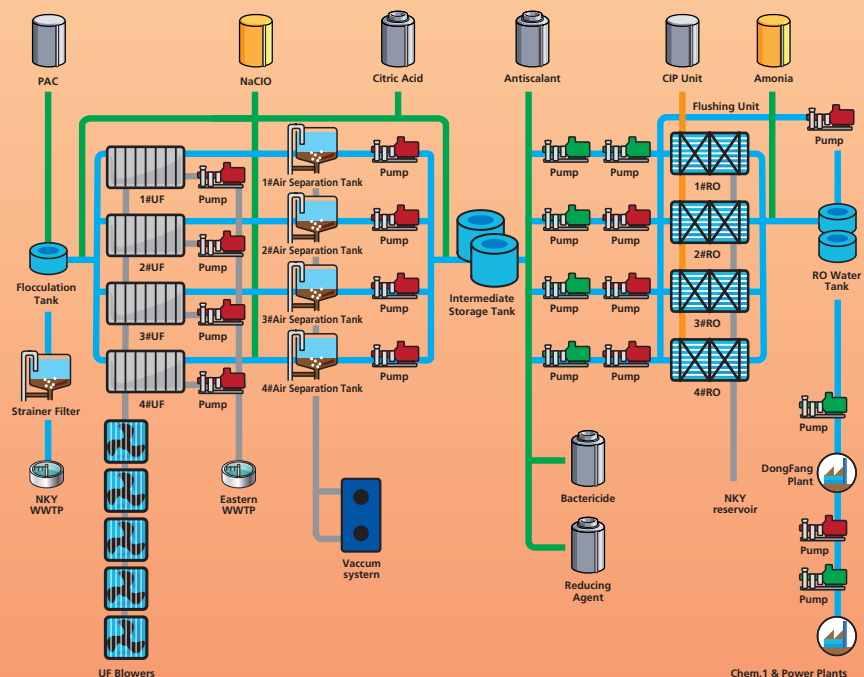 PAC
NaCIO
Citric Acid
Antiscalant
CIP Unit
Amonia
Flushing Unit
Pump
Pump
Pump
Pump
Pump
1#Air Separation Tank
1#UF
Pump
1#RO
Pump
Pump
Pump
2#Air Separation Tank
2#UF
Pump
2#RO
Flocculation
Tank
Intermediate
Storage Tank
RO Water
Tank
Pump
Pump
Pump
3#Air Separation Tank
3#UF
Pump
3#RO
Pump
Pump
Pump
4#Air Separation Tank
4#UF
Pump
4#RO
Strainer Filter
Pump
DongFang
Plant
NKY
WWTP
Eastern
WWTP
Bactericide
NKY
reservoir
Pump
Vaccum
systern
Reducing
Agent
Pump
UF Blowers
Chem.1 & Power Plants